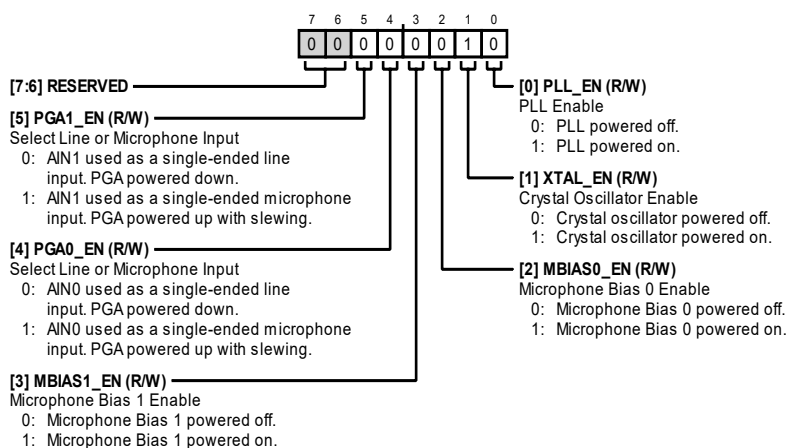 7 6 5 4 3 2 1 0
0 0 0 0 0 0 1 0
[7:6] RESERVED
[5] PGA1_EN (R/W)
Select Line or Microphone Input
0: AIN1 used as a single-ended line
input. PGA powered down.
1: AIN1 used as a single-ended microphone
input. PGA powered up with slewing.
[4] PGA0_EN (R/W)
Select Line or Microphone Input
0: AIN0 used as a single-ended line
input. PGA powered down.
1: AIN0 used as a single-ended microphone
input. PGA powered up with slewing.
[3] MBIAS1_EN (R/W)
Microphone Bias 1 Enable
0: Microphone Bias 1 powered off.
1: Microphone Bias 1 powered on.
[0] PLL_EN (R/W)
PLL Enable
0: PLL powered off.
1: PLL powered on.
[1] XTAL_EN (R/W)
Crystal Oscillator Enable
0: Crystal oscillator powered off.
1: Crystal oscillator powered on.
[2] MBIAS0_EN (R/W)
Microphone Bias 0 Enable
0: Microphone Bias 0 powered off.
1: Microphone Bias 0 powered on.